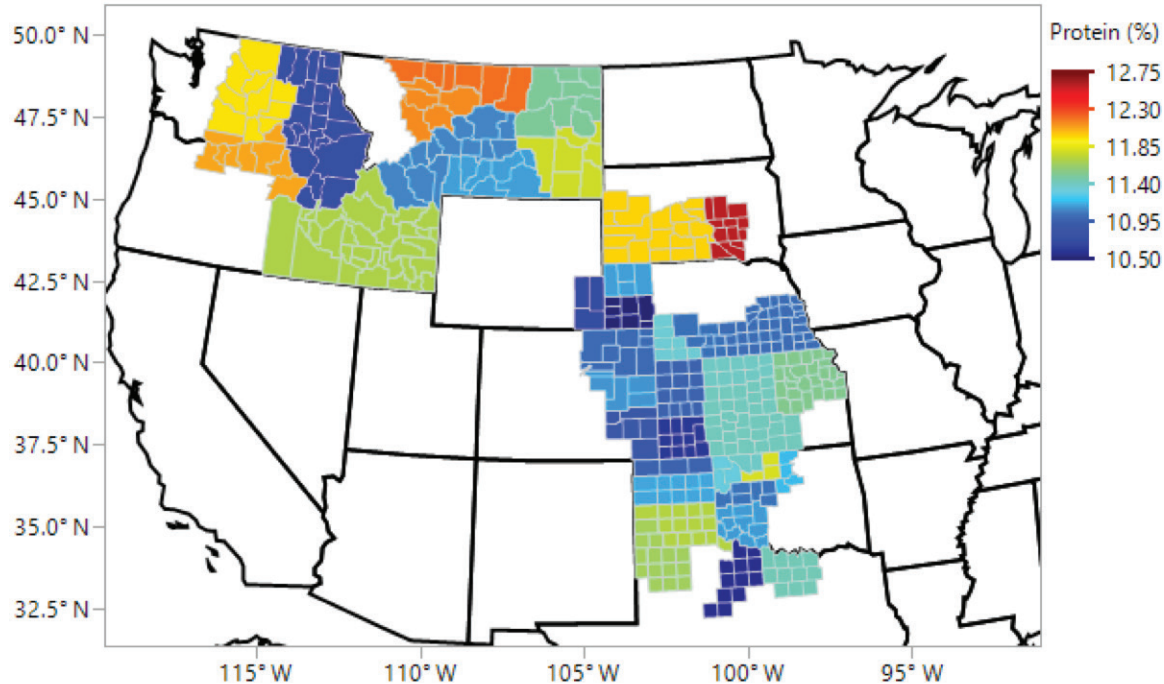 Protein (%)
12.75
12.30
11.85
11.40
10.95
10.50
50.0° N
47.5° N
45.0° N
42.5° N
40.0° N
37.5° N
35.0° N
32.5° N
115° W
110° W
105° W
100° W
95° W